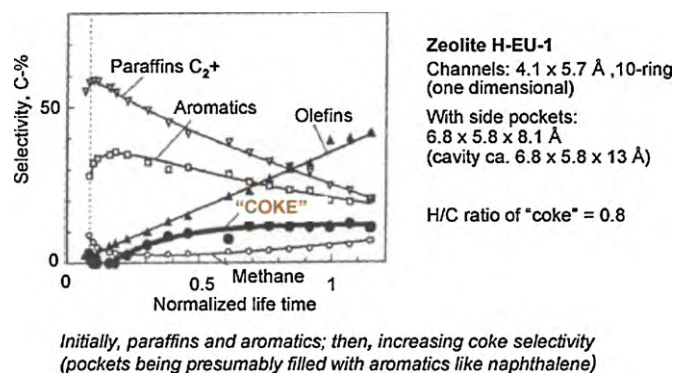 Selectivity, C-%
50
0
Paraffins C2+
Aromatics
Olefins
"COKE"
Methane
0
0.5
1
Normalized life time
Zeolite H-EU-1
Channels: 4.1 x 5.7 Å ,10-ring
(one dimensional)
With side pockets:
6.8 x 5.8 x 8.1 Å
(cavity ca. 6.8 x 5.8 x 13 Å)
H/C ratio of "coke" = 0.8
Initially, paraffins and aromatics; then, increasing coke selectivity
(pockets being presumably filled with aromatics like naphthalene)